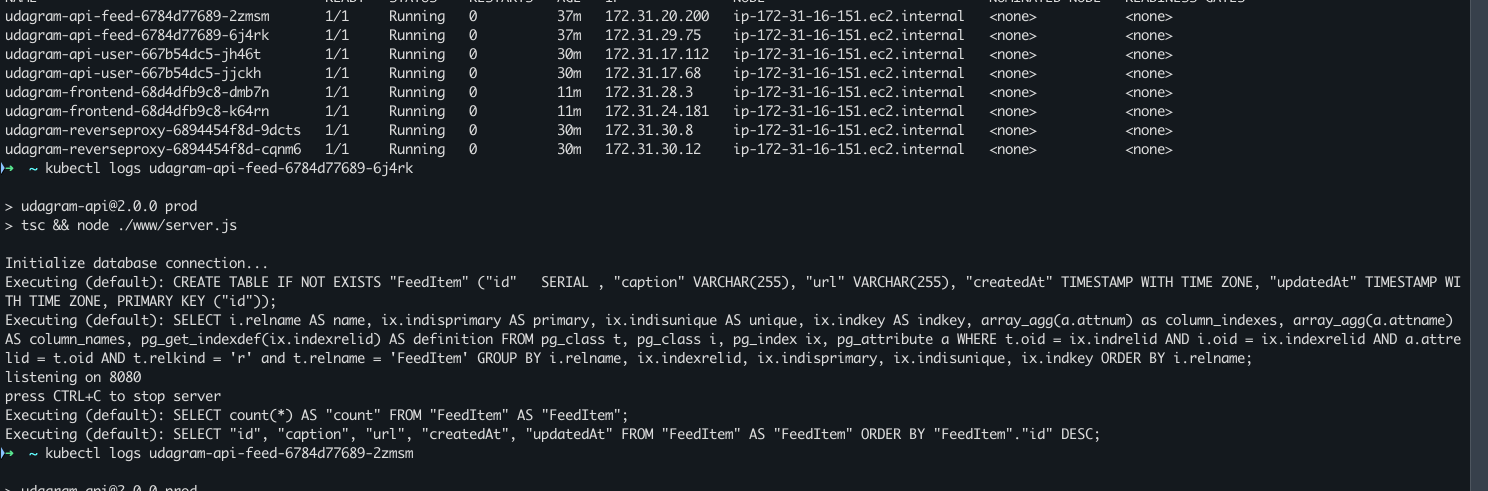 NAME READY STATUS RESTARTS AGE IP NODE NOMINATED NODE READINESS GATES
udagram-api-feed-6784d77689-2zmsm 1/1 Running 0 37m 172.31.20.200 ip-172-31-16-151.ec2.internal <none> <none>
udagram-api-feed-6784d77689-6j4rk 1/1 Running 0 37m 172.31.29.75 ip-172-31-16-151.ec2.internal <none> <none>
udagram-api-user-667b54dc5-jh46t 1/1 Running 0 30m 172.31.17.112 ip-172-31-16-151.ec2.internal <none> <none>
udagram-api-user-667b54dc5-jjckh 1/1 Running 0 30m 172.31.17.68 ip-172-31-16-151.ec2.internal <none> <none>
udagram-frontend-68d4dfb9c8-dmb7n 1/1 Running 0 11m 172.31.28.3 ip-172-31-16-151.ec2.internal <none> <none>
udagram-frontend-68d4dfb9c8-k64rn 1/1 Running 0 11m 172.31.24.181 ip-172-31-16-151.ec2.internal <none> <none>
udagram-reverseproxy-6894454f8d-9dcts 1/1 Running 0 30m 172.31.30.8 ip-172-31-16-151.ec2.internal <none> <none>
udagram-reverseproxy-6894454f8d-cqnm6 1/1 Running 0 30m 172.31.30.12 ip-172-31-16-151.ec2.internal <none> <none>
➜ ~ kubectl logs udagram-api-feed-6784d77689-6j4rk
> udagram-api@2.0.0 prod
> tsc && node ./www/server.js
Initialize database connection...
Executing (default): CREATE TABLE IF NOT EXISTS "FeedItem" ("id"   SERIAL , "caption" VARCHAR(255), "url" VARCHAR(255), "createdAt" TIMESTAMP WITH TIME ZONE, "updatedAt" TIMESTAMP WI
TH TIME ZONE, PRIMARY KEY ("id"));
Executing (default): SELECT i.relname AS name, ix.indisprimary AS primary, ix.indisunique AS unique, ix.indkey AS indkey, array_agg(a.attnum) as column_indexes, array_agg(a.attname)
AS column_names, pg_get_indexdef(ix.indexrelid) AS definition FROM pg_class t, pg_class i, pg_index ix, pg_attribute a WHERE t.oid = ix.indrelid AND i.oid = ix.indexrelid AND a.attre
lid = t.oid AND t.relkind = 'r' and t.relname = 'FeedItem' GROUP BY i.relname, ix.indexrelid, ix.indisprimary, ix.indisunique, ix.indkey ORDER BY i.relname;
listening on 8080
press CTRL+C to stop server
Executing (default): SELECT count(*) AS "count" FROM "FeedItem" AS "FeedItem";
Executing (default): SELECT "id", "caption", "url", "createdAt", "updatedAt" FROM "FeedItem" AS "FeedItem" ORDER BY "FeedItem"."id" DESC;
➜ ~ kubectl logs udagram-api-feed-6784d77689-2zmsm
> udagram-api@2.0.0 prod